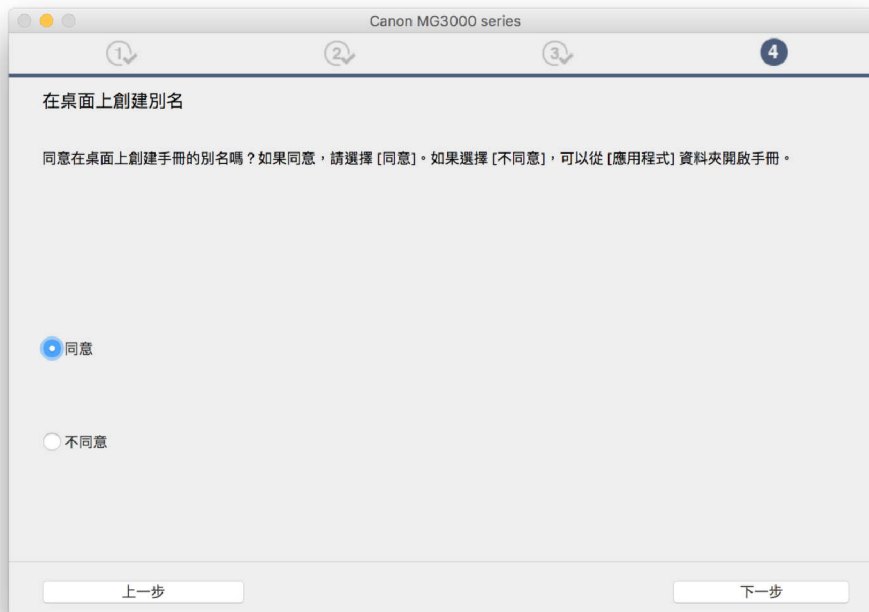 Canon MG3000 series
1 2 3 4
在桌面上創建別名
同意在桌面上創建手冊的別名嗎？如果同意，請選擇 [同意]。如果選擇 [不同意]，可以從 [應用程式] 資料夾開啟手冊。
同意
不同意
上一步 下一步